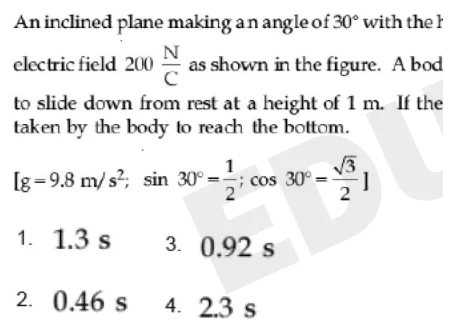 An inclined plane making an angle of 30° with the
electric field 200 N/C as shown in the figure. A bod
to slide down from rest at a height of 1 m. If the
taken by the body to reach the bottom.
[g=9.8 m/s²; sin 30°=1/2; cos 30°=√3/2]
1. 1.3 s 3. 0.92 s
2. 0.46 s 4. 2.3 s
EDU